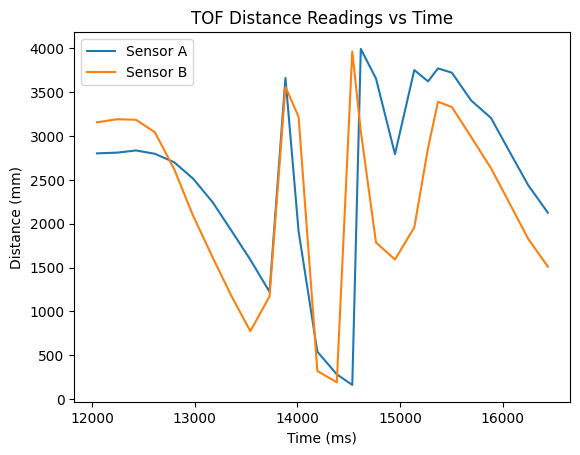 TOF Distance Readings vs Time
Sensor A
Sensor B
Distance (mm)
4000
3500
3000
2500
2000
1500
1000
500
0
12000 13000 14000 15000 16000
Time (ms)